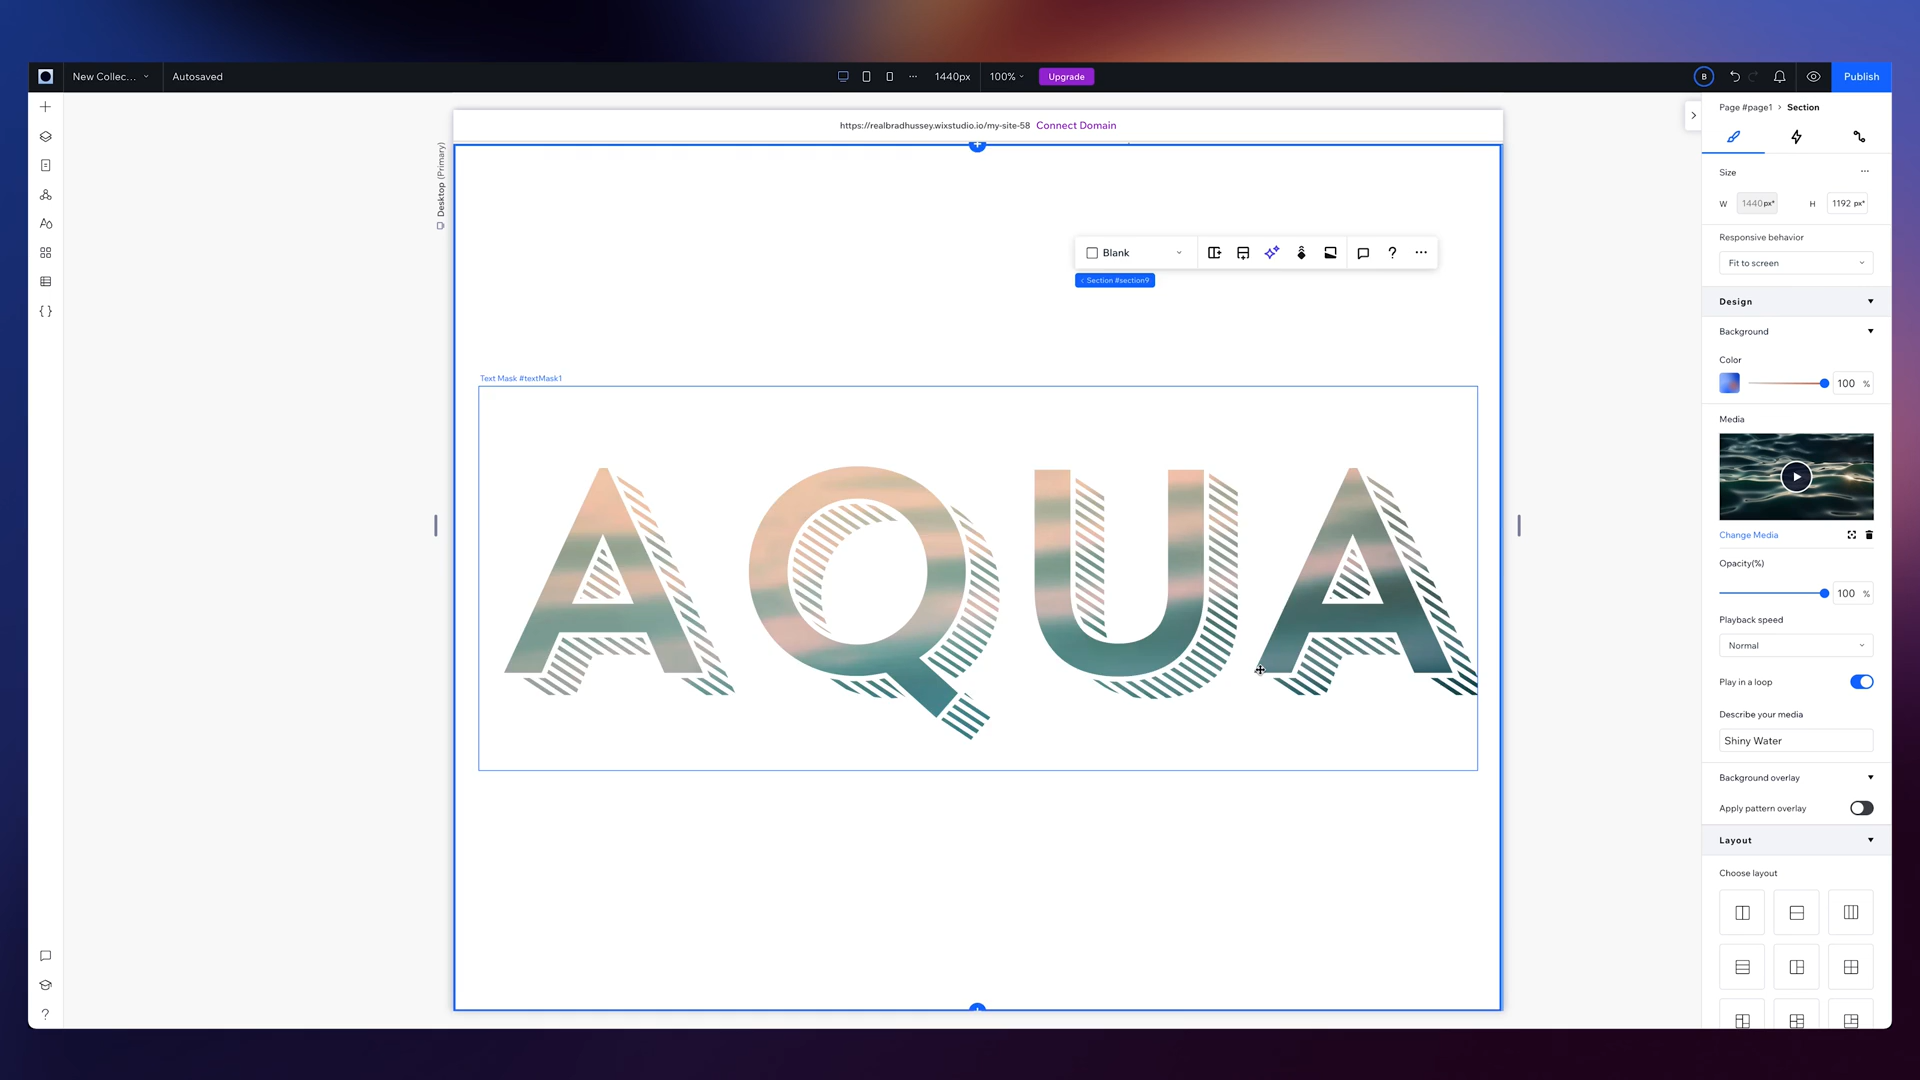 New Collec...
Autosaved
1440px
100%
Upgrade
B
Publish
https://realbradhussey.wixstudio.io/my-site-58 Connect Domain
Desktop (Primary)
Blank
?
Section #section9
Text Mask #textMask1
AQUA
Page #page1 > Section
Size
W 1440px* H 1192 px*
Responsive behavior
Fit to screen
Design
Background
Color
100 %
Media
Change Media
Opacity(%)
100 %
Playback speed
Normal
Play in a loop
Describe your media
Shiny Water
Background overlay
Apply pattern overlay
Layout
Choose layout
?